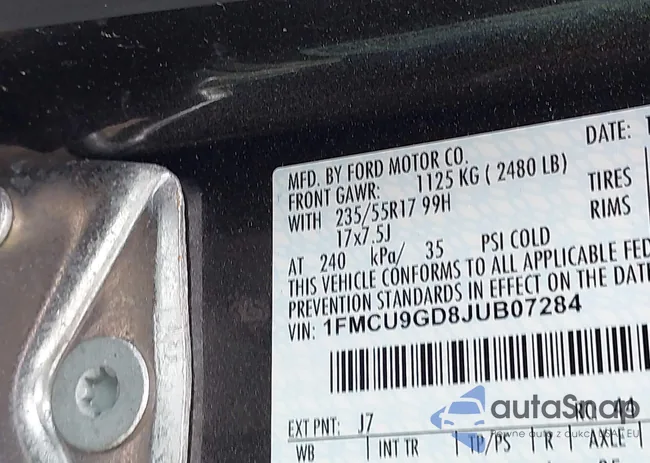 MFD. BY FORD MOTOR CO.
DATE:
FRONT GAWR: 1125 KG ( 2480 LB)
WITH 235/55R17 99H TIRES
17x7.5J RIMS
AT 240 kPa/ 35 PSI COLD
THIS VEHICLE CONFORMS TO ALL APPLICABLE FED
PREVENTION STANDARDS IN EFFECT ON THE DATE
VIN: 1FMCU9GD8JUB07284
EXT PNT: J7
WB INT TR TP/PS R AXLE
autoSnap